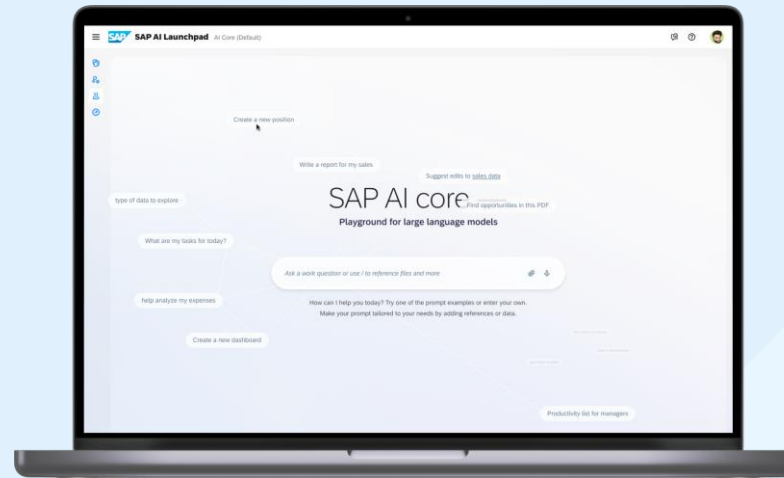 SAP SAP AI Launchpad AI Core (Default)
Create a new position
Write a report for my sales
Suggest edits to sales data
type of data to explore
SAP AI core
Find opportunities in this PDF
Playground for large language models
What are my tasks for today?
Ask a work question or use / to reference files and more
help analyze my expenses
How can I help you today? Try one of the prompt examples or enter your own.
Make your prompt tailored to your needs by adding references or data.
Create a new dashboard
Productivity list for managers